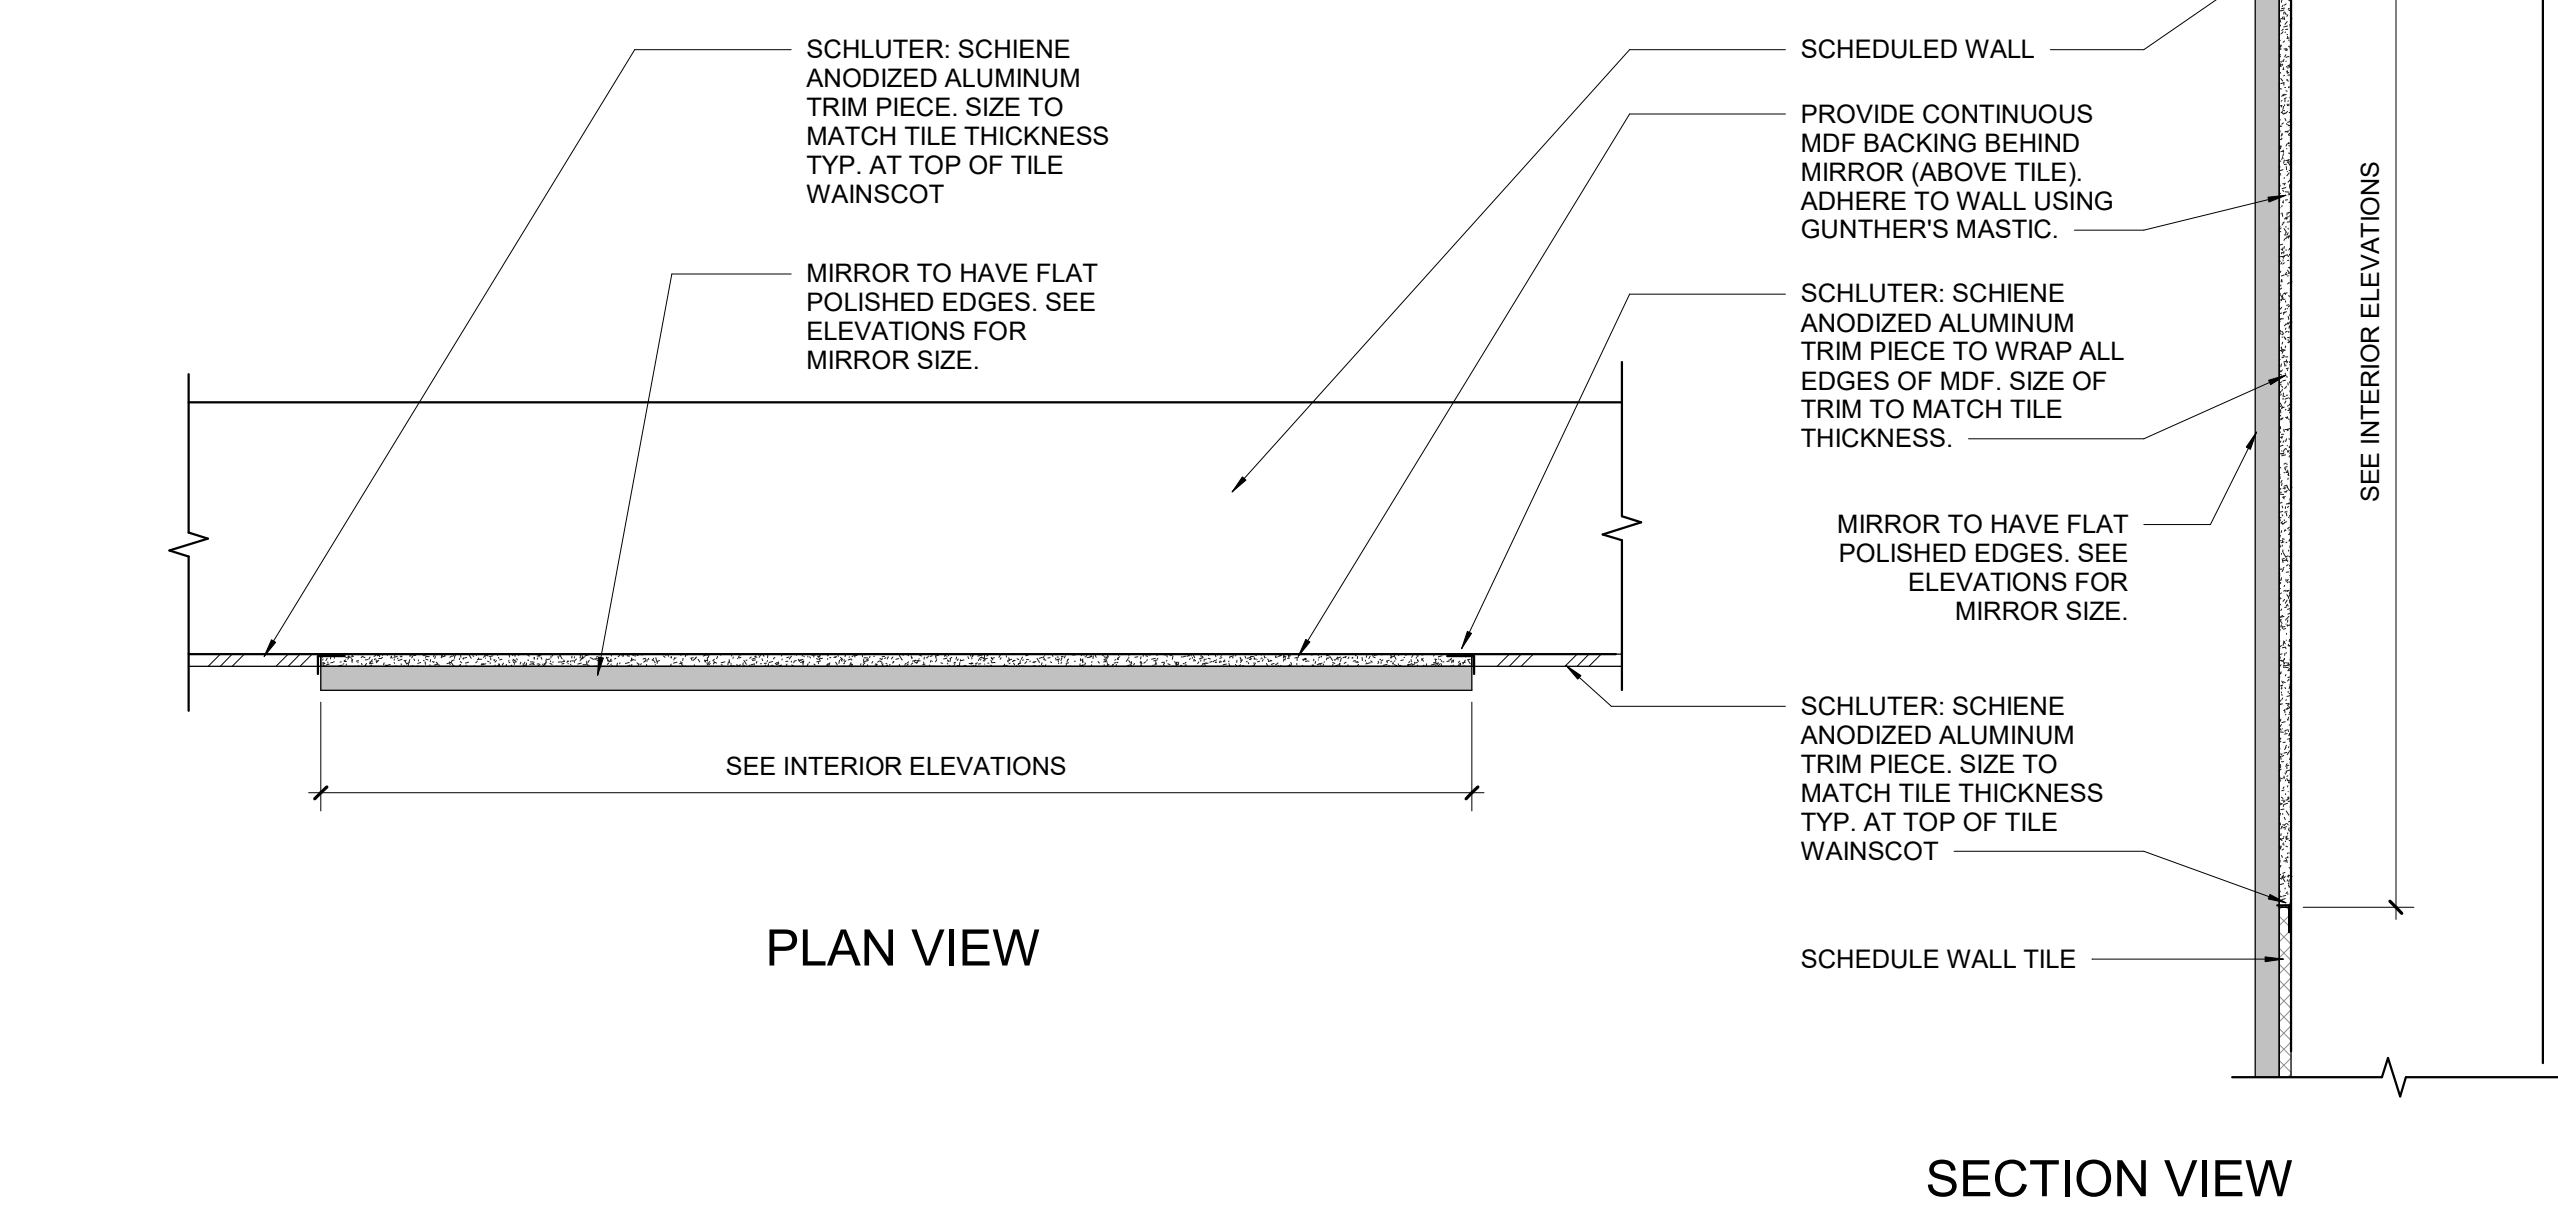 SCHLUTER: SCHIENE
ANODIZED ALUMINUM
TRIM PIECE. SIZE TO
MATCH TILE THICKNESS
TYP. AT TOP OF TILE
WAINSCOT
MIRROR TO HAVE FLAT
POLISHED EDGES. SEE
ELEVATIONS FOR
MIRROR SIZE.
SEE INTERIOR ELEVATIONS
PLAN VIEW
SCHEDULED WALL
PROVIDE CONTINUOUS
MDF BACKING BEHIND
MIRROR (ABOVE TILE).
ADHERE TO WALL USING
GUNTHER'S MASTIC.
SCHLUTER: SCHIENE
ANODIZED ALUMINUM
TRIM PIECE TO WRAP ALL
EDGES OF MDF. SIZE OF
TRIM TO MATCH TILE
THICKNESS.
MIRROR TO HAVE FLAT
POLISHED EDGES. SEE
ELEVATIONS FOR
MIRROR SIZE.
SCHLUTER: SCHIENE
ANODIZED ALUMINUM
TRIM PIECE. SIZE TO
MATCH TILE THICKNESS
TYP. AT TOP OF TILE
WAINSCOT
SCHEDULE WALL TILE
SEE INTERIOR ELEVATIONS
SECTION VIEW